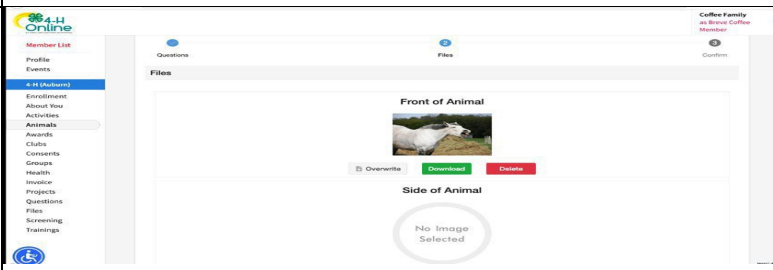 4-H
Online
Coffee Family
as Breve Coffee
Member
Member List
Profile
Events
4-H (Auburn)
Enrollment
About You
Activities
Animals
Awards
Clubs
Consents
Groups
Health
Invoice
Projects
Questions
Files
Screening
Trainings
Questions
2
Files
3
Confirm
Files
Front of Animal
Overwrite
Download
Delete
Side of Animal
No Image
Selected